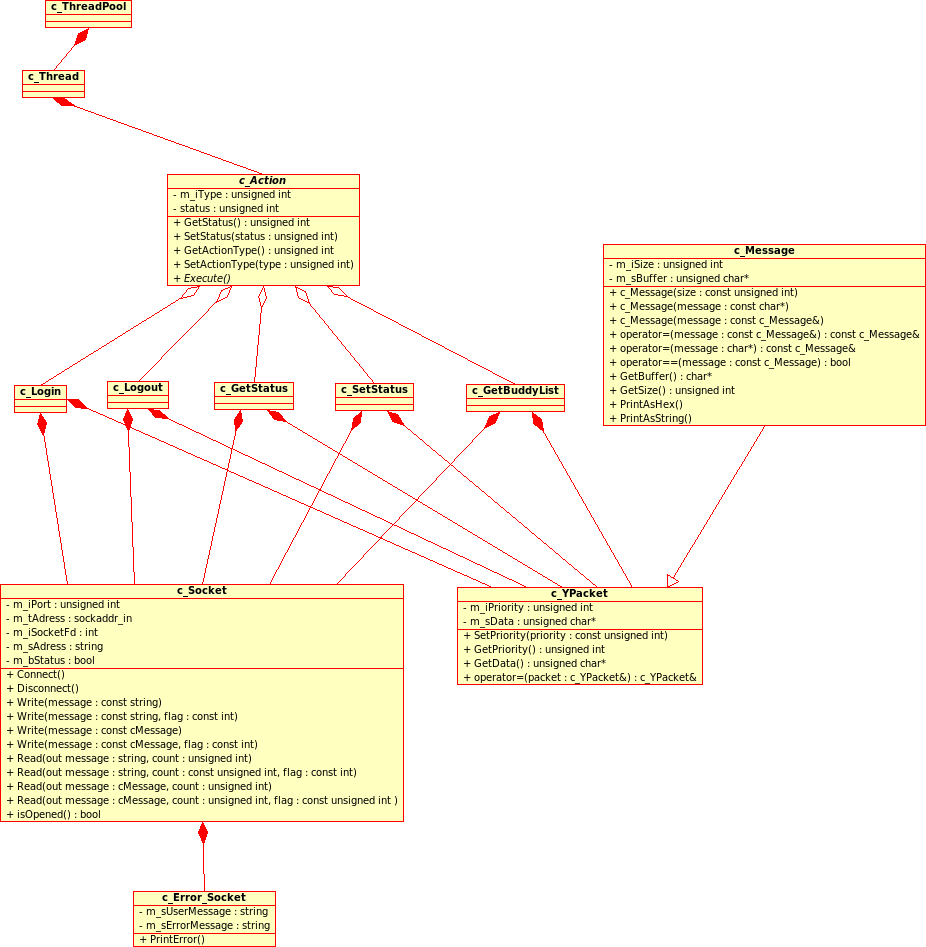 c_ThreadPool
c_Thread
c_Action
- m_iType : unsigned int
- status : unsigned int
+ GetStatus() : unsigned int
+ SetStatus(status : unsigned int)
+ GetActionType() : unsigned int
+ SetActionType(type : unsigned int)
+ Execute()
c_Message
- m_iSize : unsigned int
- m_sBuffer : unsigned char*
+ c_Message(size : const unsigned int)
+ c_Message(message : const char*)
+ c_Message(message : const c_Message&)
+ operator=(message : const c_Message&) : const c_Message&
+ operator=(message : char*) : const c_Message&
+ operator==(message : const c_Message) : bool
+ GetBuffer() : char*
+ GetSize() : unsigned int
+ PrintAsHex()
+ PrintAsString()
c_Login
c_Logout
c_GetStatus
c_SetStatus
c_GetBuddyList
c_Socket
- m_iPort : unsigned int
- m_tAdress : sockaddr_in
- m_iSocketFd : int
- m_sAdress : string
- m_bStatus : bool
+ Connect()
+ Disconnect()
+ Write(message : const string)
+ Write(message : const string, flag : const int)
+ Write(message : const cMessage)
+ Write(message : const cMessage, flag : const int)
+ Read(out message : string, count : unsigned int)
+ Read(out message : string, count : const unsigned int, flag : const int)
+ Read(out message : cMessage, count : unsigned int)
+ Read(out message : cMessage, count : unsigned int, flag : const unsigned int )
+ isOpened() : bool
c_YPacket
- m_iPriority : unsigned int
- m_sData : unsigned char*
+ SetPriority(priority : const unsigned int)
+ GetPriority() : unsigned int
+ GetData() : unsigned char*
+ operator=(packet : c_YPacket&) : c_YPacket&
c_Error_Socket
- m_sUserMessage : string
- m_sErrorMessage : string
+ PrintError()